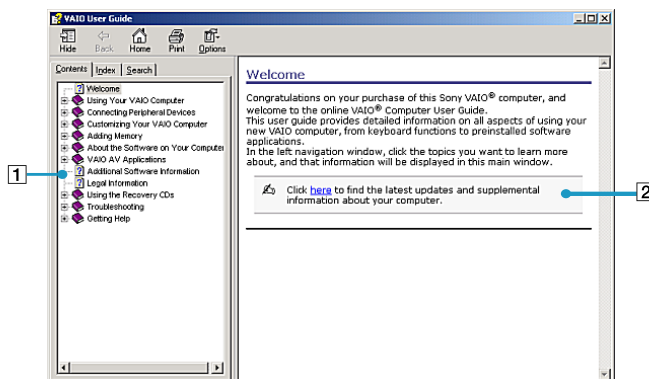 VAIO User Guide
Hide Back Home Print Options
Contents Index Search
Welcome
Using Your VAIO Computer
Connecting Peripheral Devices
Customizing Your VAIO Computer
Adding Memory
About the Software on Your Computer
VAIO AV Applications
Additional Software Information
Legal Information
Using the Recovery CDs
Troubleshooting
Getting Help
1
Welcome
Congratulations on your purchase of this Sony VAIO® computer, and
welcome to the online VAIO® Computer User Guide.
This user guide provides detailed information on all aspects of using your
new VAIO computer, from keyboard functions to preinstalled software
applications.
In the left navigation window, click the topics you want to learn more
about, and that information will be displayed in this main window.
Click here to find the latest updates and supplemental
information about your computer.
2